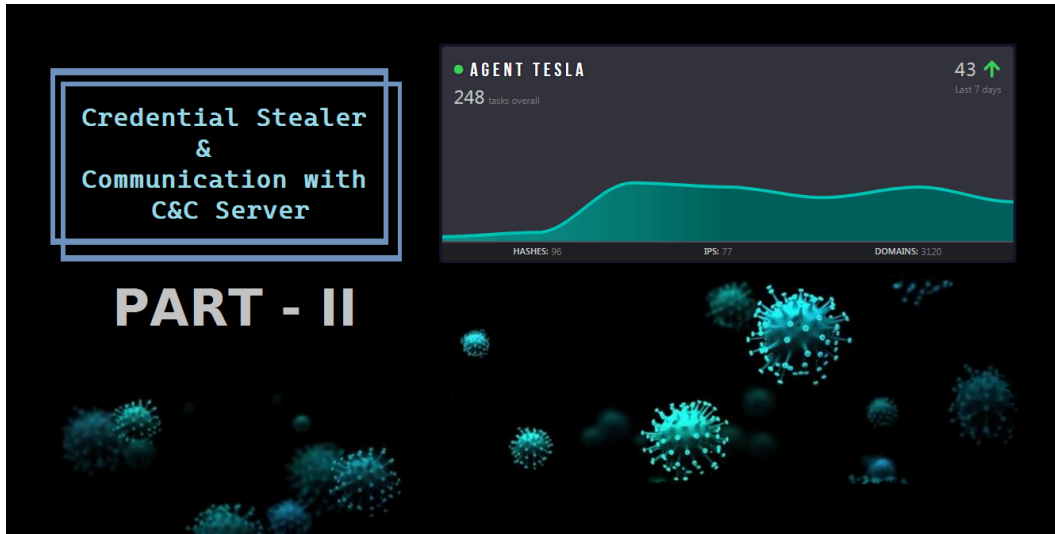 Credential Stealer
&
Communication with
C&C Server
PART - II
AGENT TESLA
248 tasks overall
43
Last 7 days
HASHES: 96
IPS: 77
DOMAINS: 3120